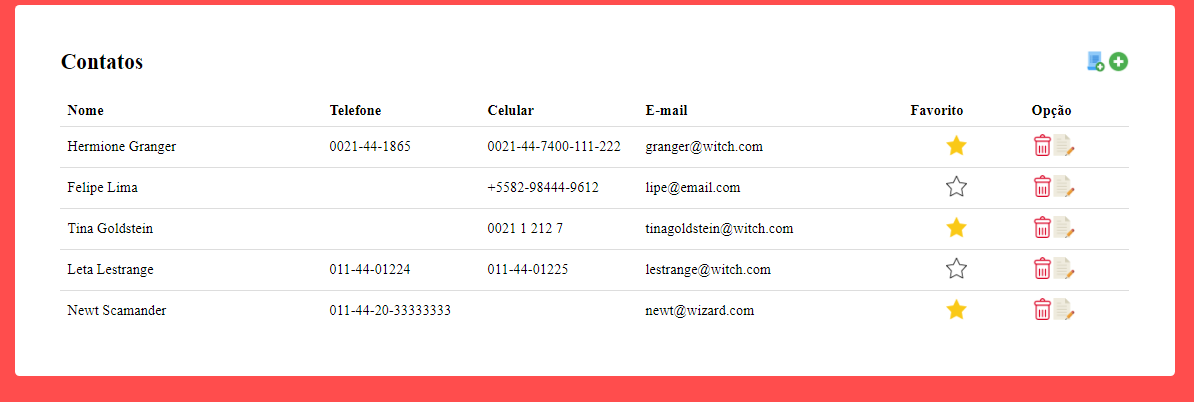 Contatos
Nome Telefone Celular E-mail Favorito Opção
Hermione Granger 0021-44-1865 0021-44-7400-111-222 granger@witch.com
Felipe Lima +5582-98444-9612 lipe@email.com
Tina Goldstein 0021 1 212 7 tinagoldstein@witch.com
Leta Lestrange 011-44-01224 011-44-01225 lestrange@witch.com
Newt Scamander 011-44-20-33333333 newt@wizard.com